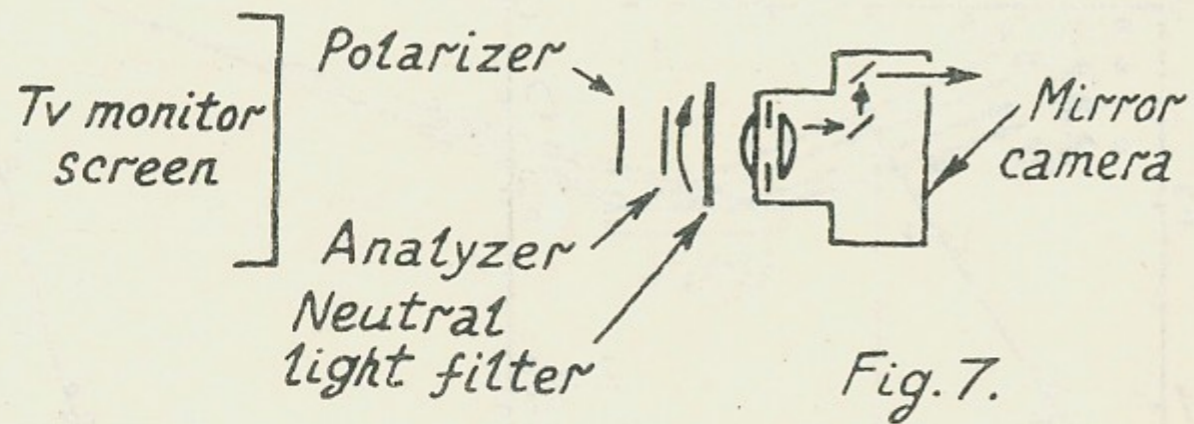 Tv monitor
screen
Polarizer
Analyzer
Neutral
light filter
Mirror
camera
Fig. 7.